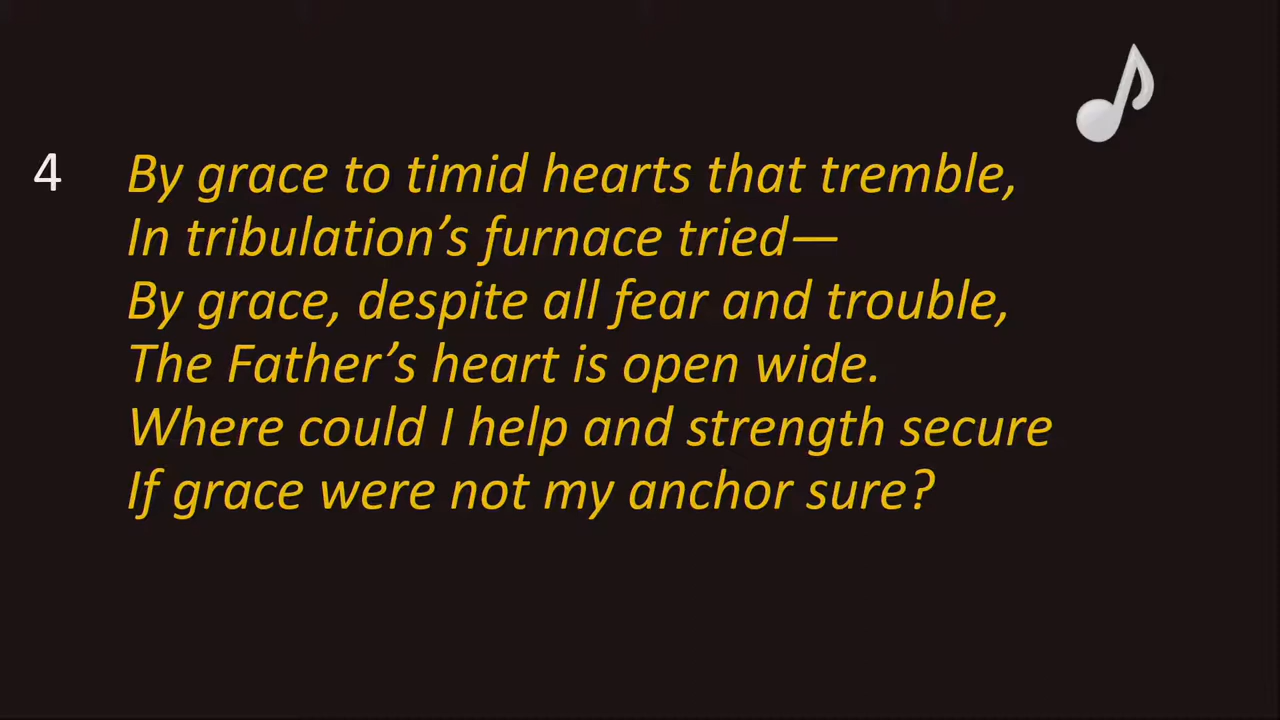 4 By grace to timid hearts that tremble,
In tribulation’s furnace tried—
By grace, despite all fear and trouble,
The Father’s heart is open wide.
Where could I help and strength secure
If grace were not my anchor sure?